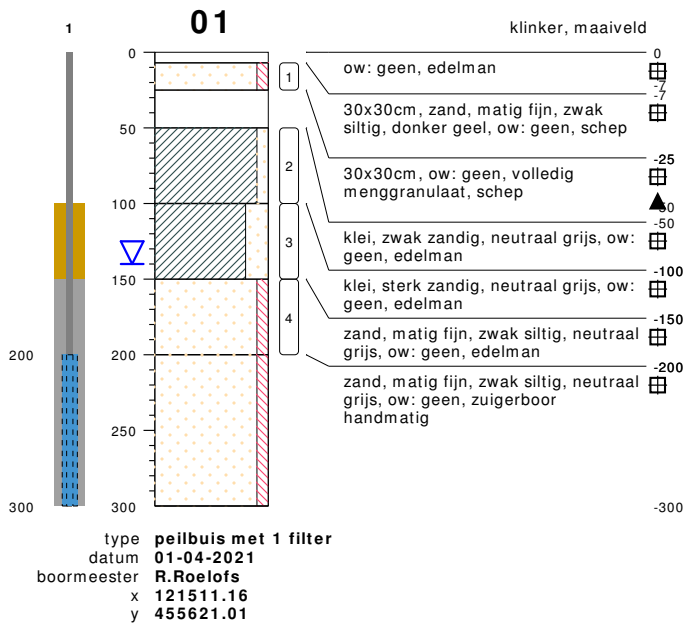 01
1
klinker, maaiveld
0
0
ow: geen, edelman
1
-7
-7
30x30cm, zand, matig fijn, zwak
siltig, donker geel, ow: geen, schep
50
-25
30x30cm, ow: geen, volledig
menggranulaat, schep
2
-50
klei, zwak zandig, neutraal grijs, ow:
geen, edelman
100
3
-100
klei, sterk zandig, neutraal grijs, ow:
geen, edelman
150
4
-150
zand, matig fijn, zwak siltig, neutraal
grijs, ow: geen, edelman
200
200
-200
zand, matig fijn, zwak siltig, neutraal
grijs, ow: geen, zuigerboor
handmatig
250
300
300
-300
type peilbuis met 1 filter
datum 01-04-2021
boormeester R.Roelofs
x 121511.16
y 455621.01